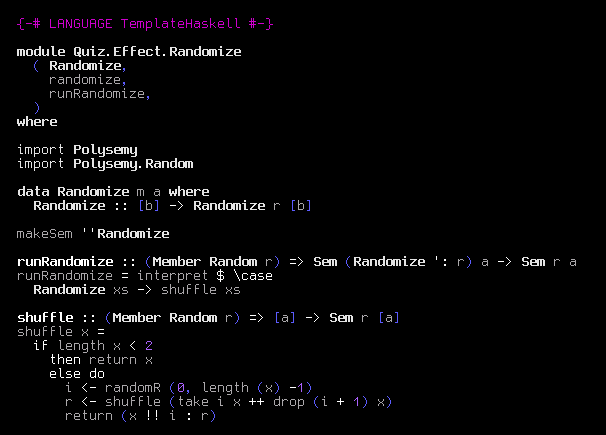 {-# LANGUAGE TemplateHaskell #-}
module Quiz.Effect.Randomize
( Randomize,
randomize,
runRandomize,
)
where
import Polysemy
import Polysemy.Random
data Randomize m a where
Randomize :: [b] -> Randomize r [b]
makeSem ''Randomize
runRandomize :: (Member Random r) => Sem (Randomize ': r) a -> Sem r a
runRandomize = interpret $ \case
Randomize xs -> shuffle xs
shuffle :: (Member Random r) => [a] -> Sem r [a]
shuffle x =
if length x < 2
then return x
else do
i <- randomR (0, length (x) -1)
r <- shuffle (take i x ++ drop (i + 1) x)
return (x !! i : r)